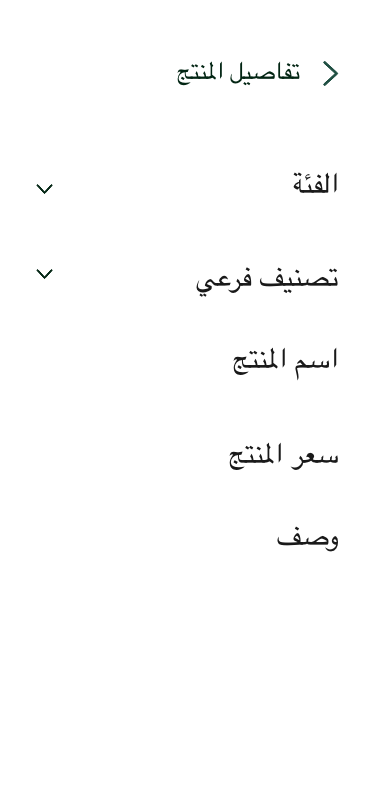 تفاصيل المنتج
الفئة
تصنيف فرعي
اسم المنتج
سعر المنتج
وصف